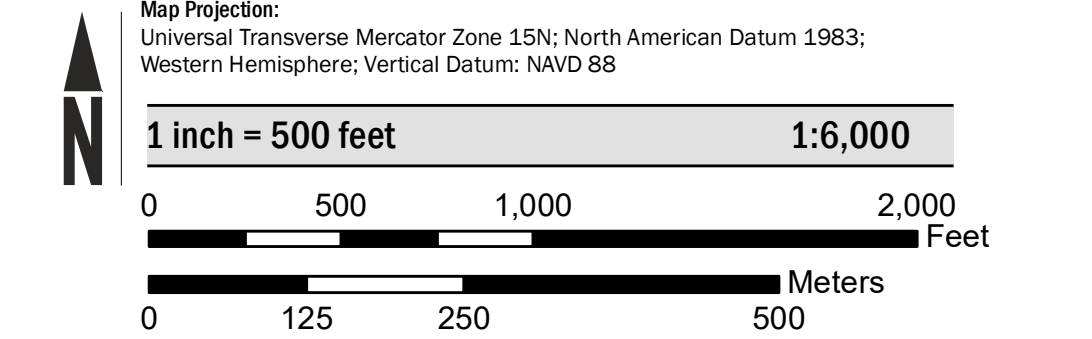 Map Projection:
Universal Transverse Mercator Zone 15N; North American Datum 1983;
Western Hemisphere; Vertical Datum: NAVD 88
N
1 inch = 500 feet 1:6,000
0 500 1,000 2,000
Feet
Meters
0 125 250 500